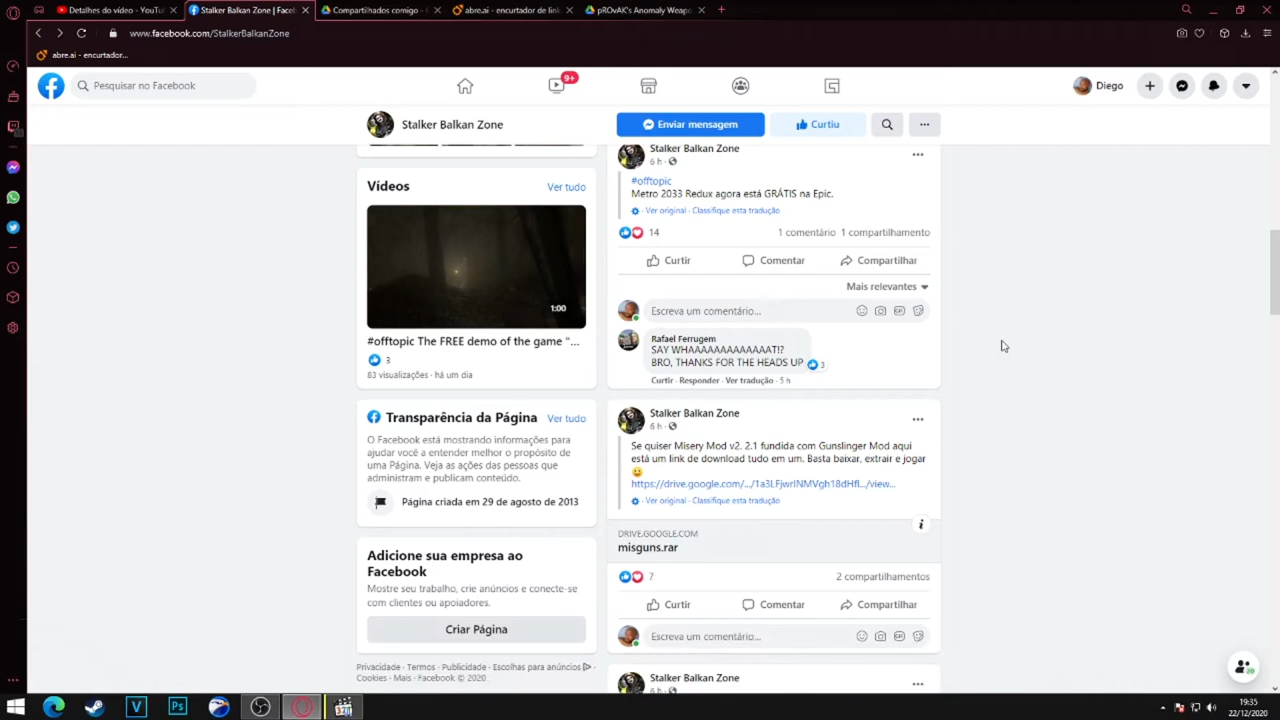 Detalhes do vídeo - YouTu
Stalker Balkan Zone | Faceb
Compartilhados comigo - G
abre.ai - encurtador de link
pROvAK's Anomaly Weapo
www.facebook.com/StalkerBalkanZone
abre.ai - encurtador...
Pesquisar no Facebook
9+
Diego
Stalker Balkan Zone
Enviar mensagem
Curtiu
Vídeos
Ver tudo
1:00
#offtopic The FREE demo of the game "...
3
83 visualizações · há um dia
Transparência da Página
Ver tudo
O Facebook está mostrando informações para
ajudar você a entender melhor o propósito de
uma Página. Veja as ações das pessoas que
administram e publicam conteúdo.
Página criada em 29 de agosto de 2013
Adicione sua empresa ao
Facebook
Mostre seu trabalho, crie anúncios e conecte-se
com clientes ou apoiadores.
Criar Página
Privacidade · Termos · Publicidade · Escolhas para anúncios ·
Cookies · Mais · Facebook © 2020
Stalker Balkan Zone
6 h ·
#offtopic
Metro 2033 Redux agora está GRÁTIS na Epic.
Ver original · Classifique esta tradução
14
1 comentário 1 compartilhamento
Curtir Comentar Compartilhar
Mais relevantes
Escreva um comentário...
GIF
Rafael Ferrugem
SAY WHAAAAAAAAAAAAT!?
BRO, THANKS FOR THE HEADS UP
3
Curtir · Responder · Ver tradução · 5 h
Stalker Balkan Zone
6 h ·
Se quiser Misery Mod v2. 2.1 fundida com Gunslinger Mod aqui
está um link de download tudo em um. Basta baixar, extrair e jogar
https://drive.google.com/.../1a3LFjwrINMVgh18dHfl.../view...
Ver original · Classifique esta tradução
DRIVE.GOOGLE.COM
misguns.rar
7
2 compartilhamentos
Curtir Comentar Compartilhar
Escreva um comentário...
GIF
Stalker Balkan Zone
6 h ·
19:35
22/12/2020